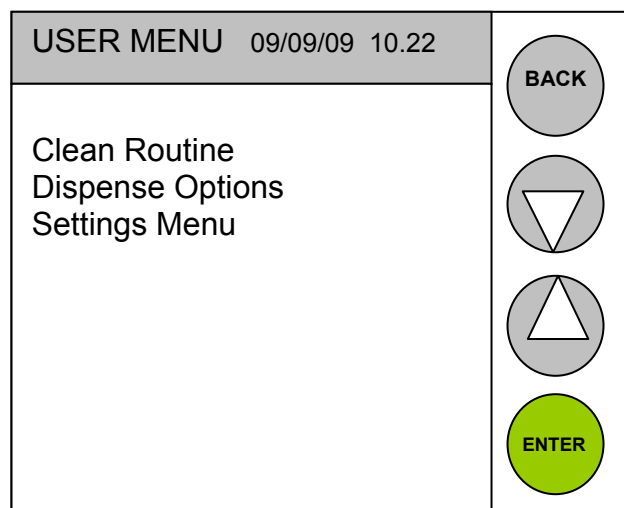 USER MENU 09/09/09 10.22
BACK
Clean Routine
Dispense Options
Settings Menu
ENTER